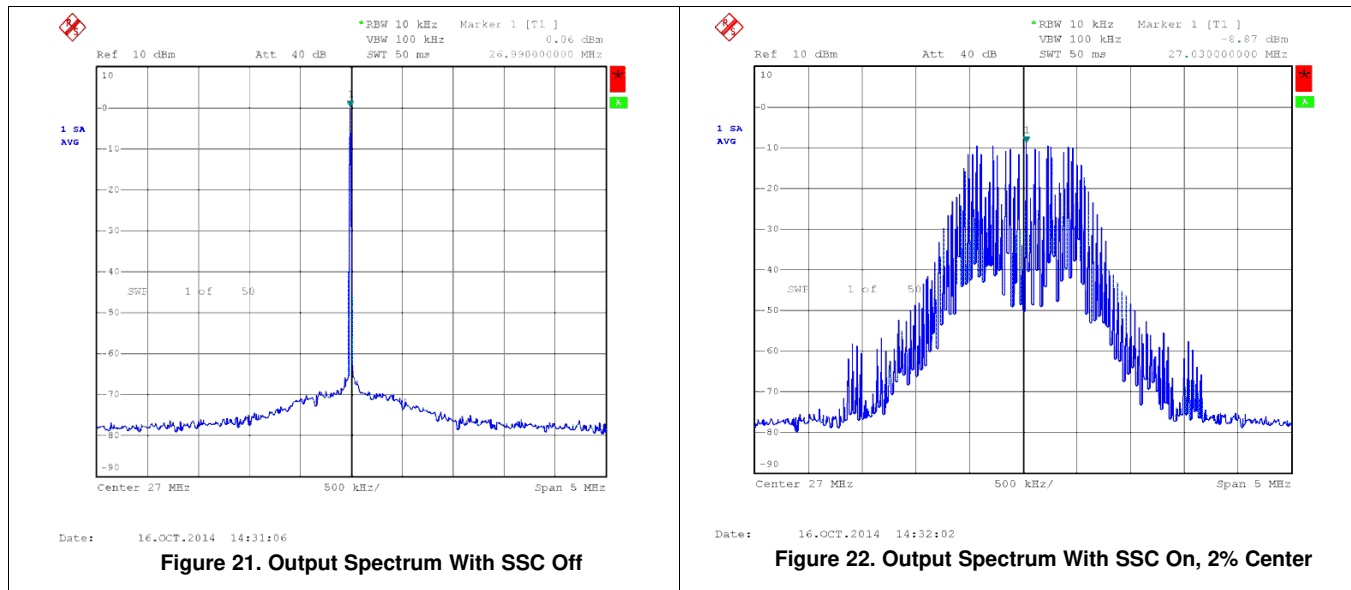 R S
* RBW 10 kHz Marker 1 [T1 ]
VBW 100 kHz 0.06 dBm
Ref 10 dBm Att 40 dB SWT 50 ms 26.990000000 MHz
10
0
-10
-20
-30
-40
-50
-60
-70
-80
-90
1
1 SA
AVG
A
SWP 1 of 50
Center 27 MHz 500 kHz/ Span 5 MHz
Date: 16.OCT.2014 14:31:06
Figure 21. Output Spectrum With SSC Off
R S
* RBW 10 kHz Marker 1 [T1 ]
VBW 100 kHz -8.87 dBm
Ref 10 dBm Att 40 dB SWT 50 ms 27.030000000 MHz
10
0
-10
-20
-30
-40
-50
-60
-70
-80
-90
1
1 SA
AVG
A
SWP 1 of 50
Center 27 MHz 500 kHz/ Span 5 MHz
Date: 16.OCT.2014 14:32:02
Figure 22. Output Spectrum With SSC On, 2% Center